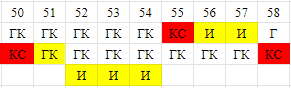 50 51 52 53 54 55 56 57 58
ГК ГК ГК ГК ГК КС И И Г
КС ГК ГК ГК ГК ГК ГК ГК КС
И И И